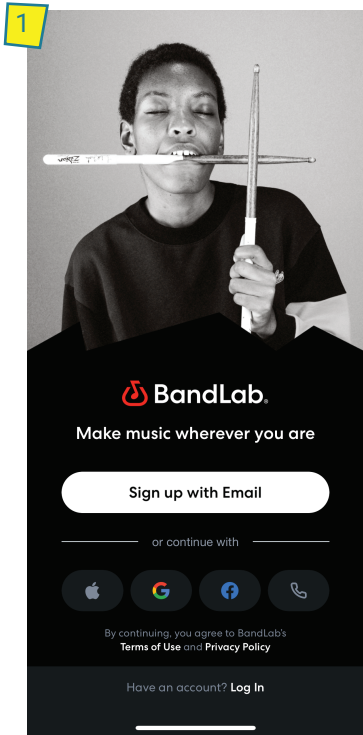 1
BandLab®
Make music wherever you are
Sign up with Email
or continue with
By continuing, you agree to BandLab's
Terms of Use and Privacy Policy
Have an account? Log In